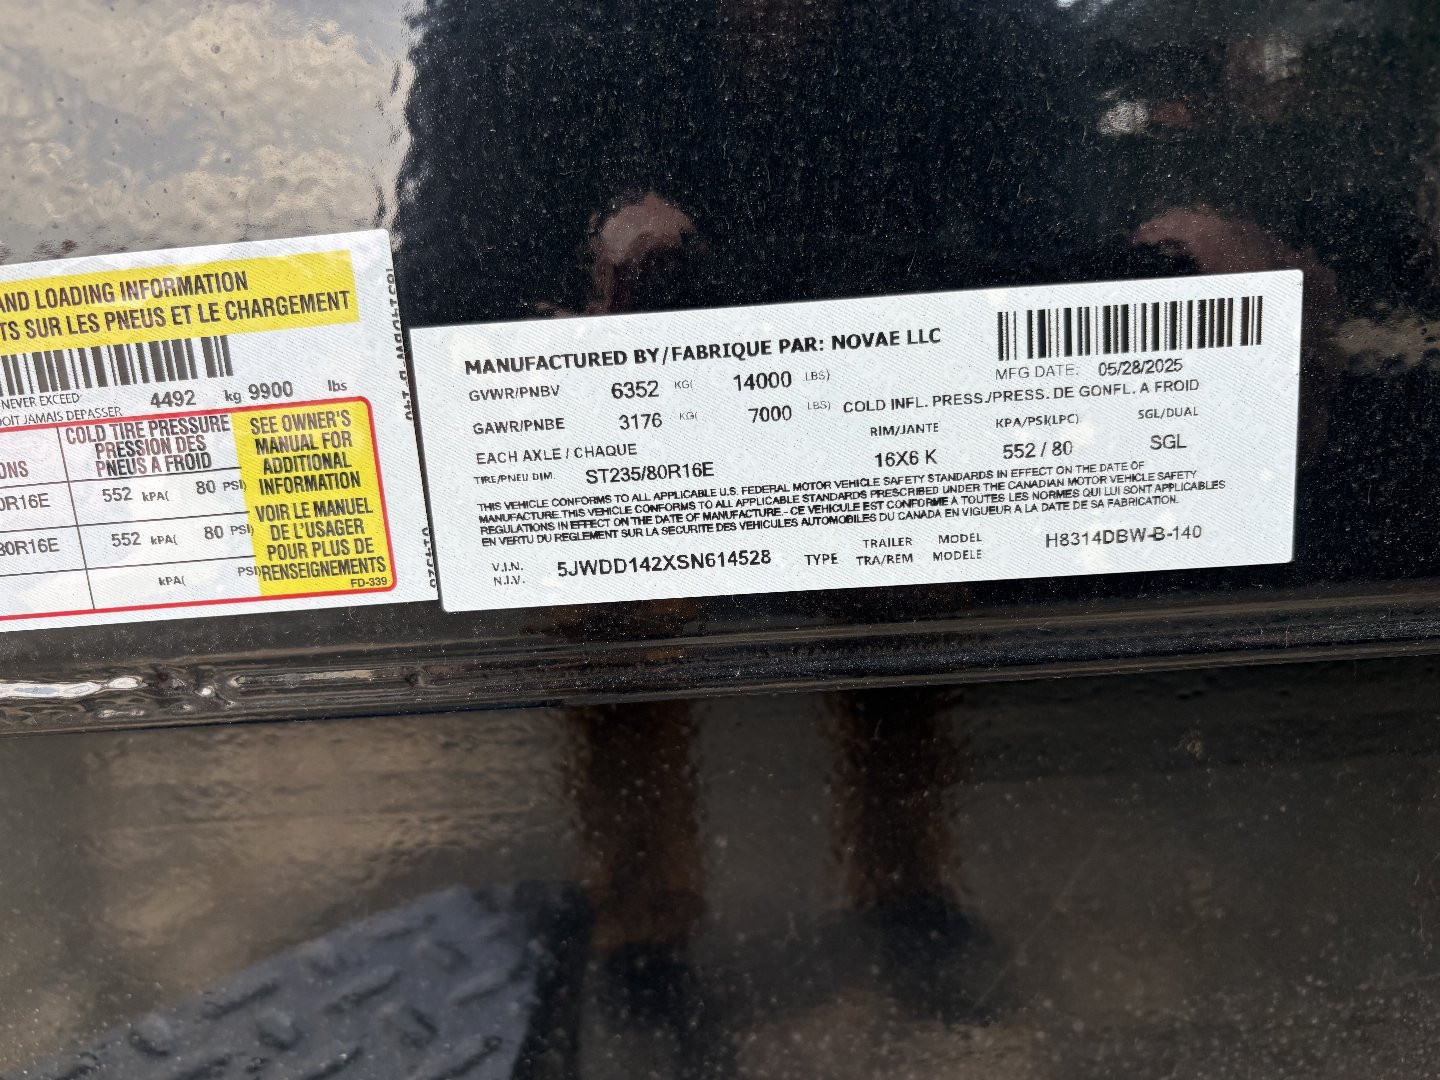 AND LOADING INFORMATION
TS SUR LES PNEUS ET LE CHARGEMENT
NEVER EXCEED
DOIT JAMAIS DEPASSER 4492 kg 9900 lbs
ONS
COLD TIRE PRESSURE
PRESSION DES
PNEUS A FROID
0R16E 552 kPA( 80 PSI)
80R16E 552 kPA( 80 PSI)
kPA( PSI)
SEE OWNER'S
MANUAL FOR
ADDITIONAL
INFORMATION
VOIR LE MANUEL
DE L'USAGER
POUR PLUS DE
RENSEIGNEMENTS
FD-339
MANUFACTURED BY/FABRIQUE PAR: NOVAE LLC
MFG DATE: 05/28/2025
GVWR/PNBV 6352 KG( 14000 LBS)
GAWR/PNBE 3176 KG( 7000 LBS)
COLD INFL. PRESS./PRESS. DE GONFL. A FROID
EACH AXLE / CHAQUE
RIM/JANTE KPA/PSI(LPC) SGL/DUAL
TIRE/PNEU DIM. ST235/80R16E 16X6 K 552 / 80 SGL
THIS VEHICLE CONFORMS TO ALL APPLICABLE U.S. FEDERAL MOTOR VEHICLE SAFETY STANDARDS IN EFFECT ON THE DATE OF
MANUFACTURE.THIS VEHICLE CONFORMS TO ALL APPLICABLE STANDARDS PRESCRIBED UNDER THE CANADIAN MOTOR VEHICLE SAFETY
REGULATIONS IN EFFECT ON THE DATE OF MANUFACTURE.- CE VEHICULE EST CONFORME À TOUTES LES NORMES QUI LUI SONT APPLICABLES
EN VERTU DU REGLEMENT SUR LA SECURITE DES VEHICULES AUTOMOBILES DU CANADA EN VIGUEUR A LA DATE DE SA FABRICATION.
V.I.N.
N.I.V. 5JWDD142XSN614528 TYPE TRAILER
TRA/REM MODEL
MODELE H8314DBW-B-140